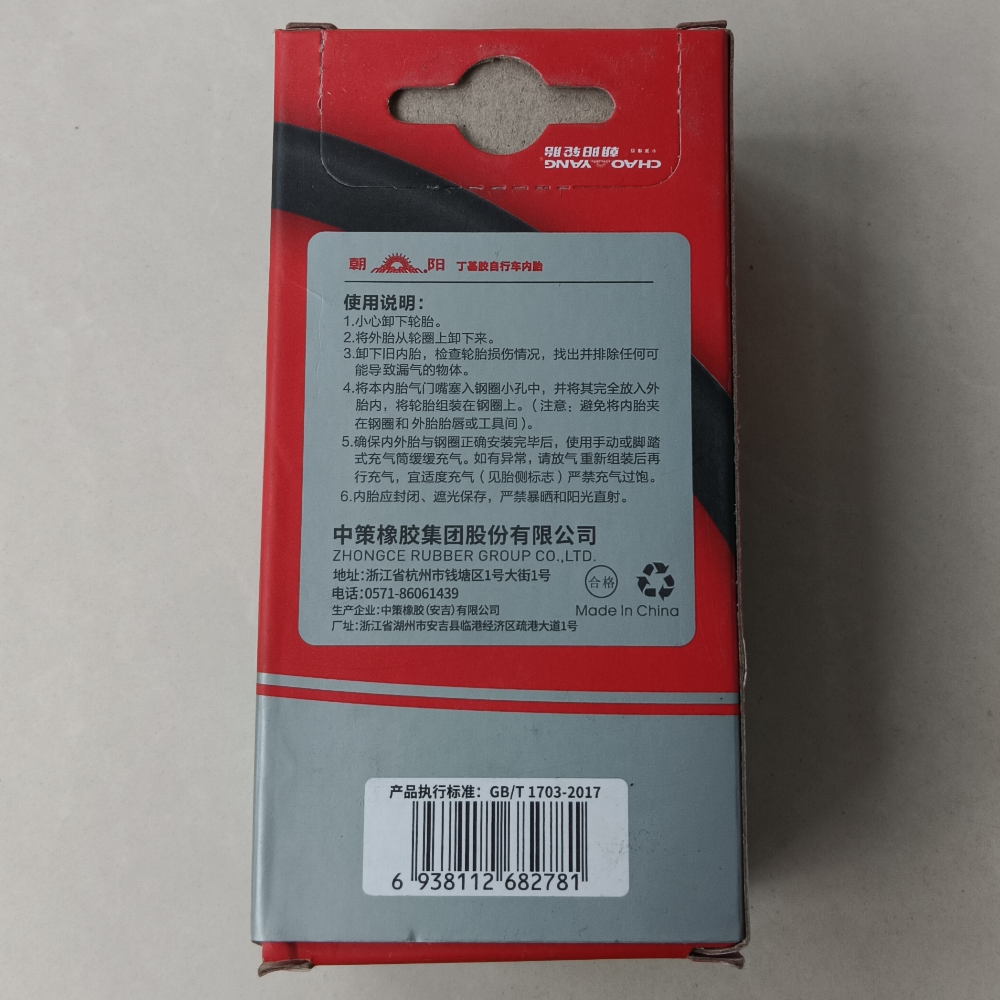 CHAO YANG
朝阳轮胎
朝 阳 丁基胶自行车内胎
使用说明：
1.小心卸下轮胎。
2.将外胎从轮圈上卸下来。
3.卸下旧内胎，检查轮胎损伤情况，找出并排除任何可
能导致漏气的物体。
4.将本内胎气门嘴塞入钢圈小孔中，并将其完全放入外
胎内，将轮胎组装在钢圈上。（注意：避免将内胎夹
在钢圈和 外胎胎唇或工具间）。
5.确保内外胎与钢圈正确安装完毕后，使用手动或脚踏
式充气筒缓缓充气。如有异常，请放气 重新组装后再
行充气，宜适度充气（见胎侧标志）严禁充气过饱。
6.内胎应封闭、遮光保存，严禁暴晒和阳光直射。
中策橡胶集团股份有限公司
ZHONGCE RUBBER GROUP CO.,LTD.
地址：浙江省杭州市钱塘区1号大街1号
电话：0571-86061439
合格
生产企业：中策橡胶（安吉）有限公司
Made In China
厂址：浙江省湖州市安吉县临港经济区疏港大道1号
产品执行标准：GB/T 1703-2017
6 938112 682781